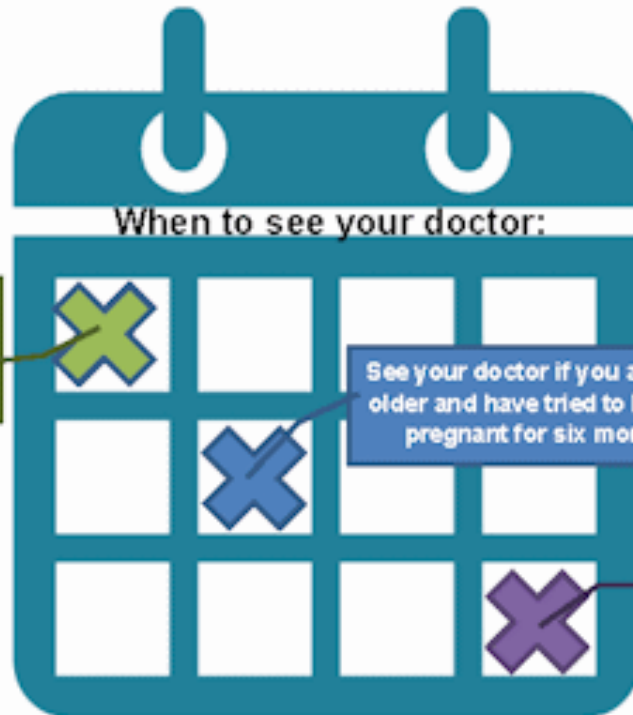 When to see your doctor:
See your doctor if you a
older and have tried to
pregnant for six mo